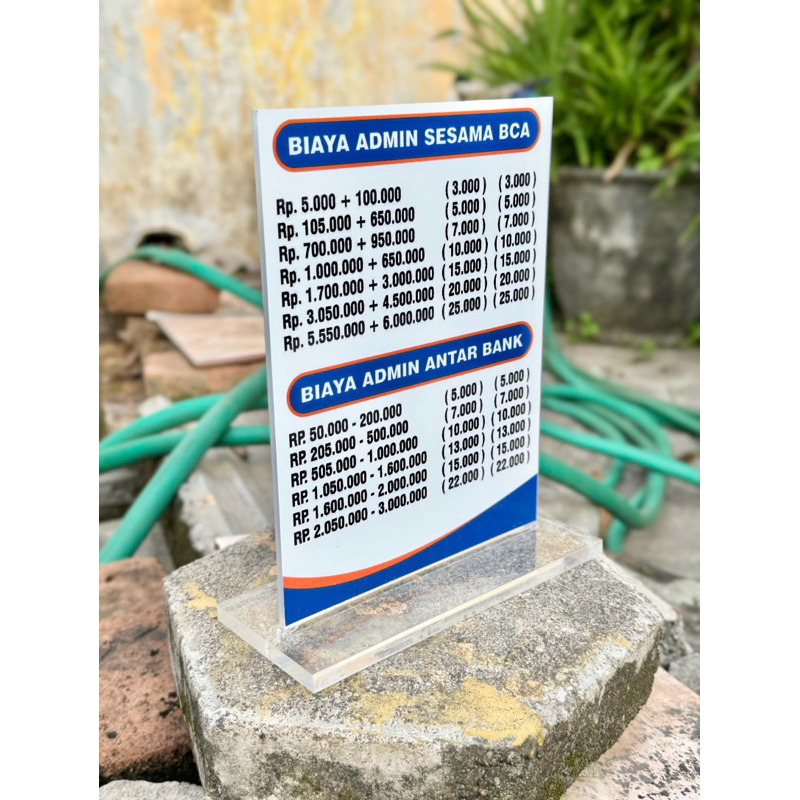 BIAYA ADMIN SESAMA BCA
Rp. 5.000 + 100.000 ( 3.000 ) ( 3.000 )
Rp. 105.000 + 650.000 ( 5.000 ) ( 5.000 )
Rp. 700.000 + 950.000 ( 7.000 ) ( 7.000 )
Rp. 1.000.000 + 650.000 ( 10.000 ) ( 10.000 )
Rp. 1.700.000 + 3.000.000 ( 15.000 ) ( 15.000 )
Rp. 3.050.000 + 4.500.000 ( 20.000 ) ( 20.000 )
Rp. 5.550.000 + 6.000.000 ( 25.000 ) ( 25.000 )
BIAYA ADMIN ANTAR BANK
RP. 50.000 - 200.000 ( 5.000 ) ( 5.000 )
RP. 205.000 - 500.000 ( 7.000 ) ( 7.000 )
RP. 505.000 - 1.000.000 ( 10.000 ) ( 10.000 )
RP. 1.050.000 - 1.600.000 ( 13.000 ) ( 13.000 )
RP. 1.600.000 - 2.000.000 ( 15.000 ) ( 15.000 )
RP. 2.050.000 - 3.000.000 ( 22.000 ) ( 22.000 )